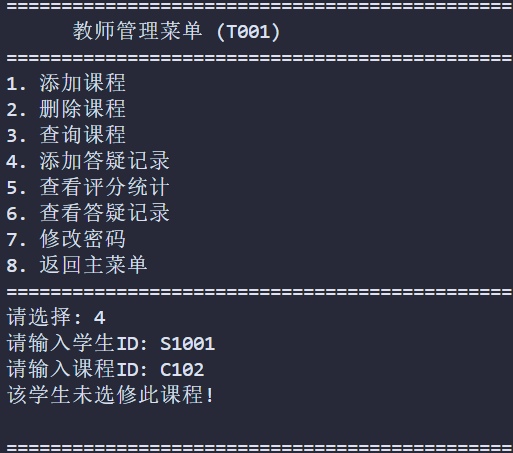 ==============================================
教师管理菜单 (T001)
==============================================
1. 添加课程
2. 删除课程
3. 查询课程
4. 添加答疑记录
5. 查看评分统计
6. 查看答疑记录
7. 修改密码
8. 返回主菜单
==============================================
请选择: 4
请输入学生ID: S1001
请输入课程ID: C102
该学生未选修此课程!
==============================================